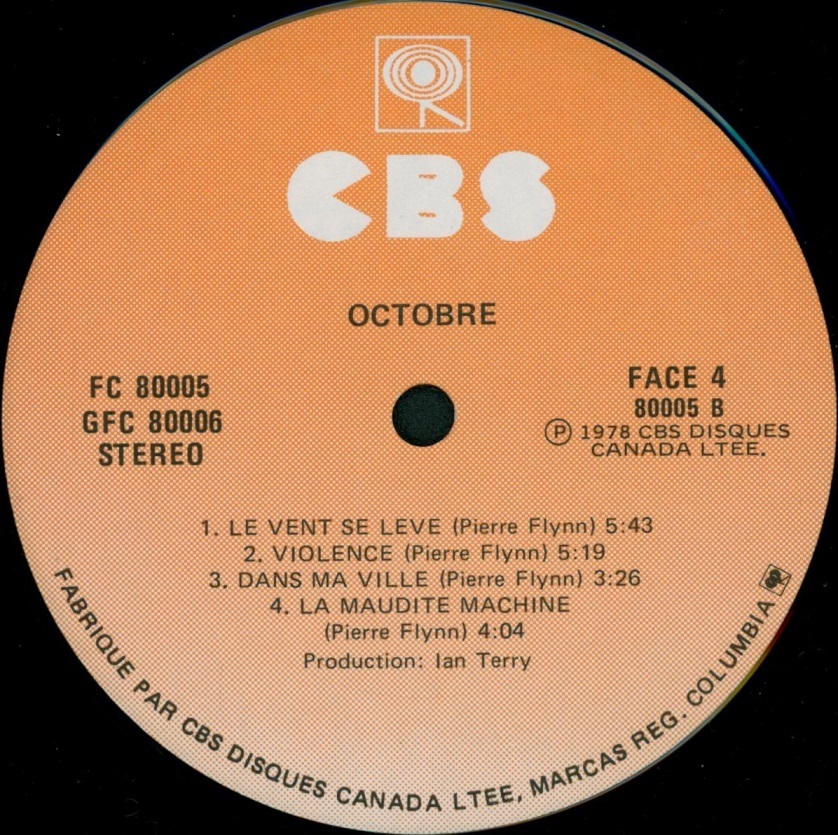 CBS
OCTOBRE
FC 80005
GFC 80006
STEREO
FACE 4
80005 B
Ⓟ 1978 CBS DISQUES
CANADA LTEE.
1. LE VENT SE LEVE (Pierre Flynn) 5:43
2. VIOLENCE (Pierre Flynn) 5:19
3. DANS MA VILLE (Pierre Flynn) 3:26
4. LA MAUDITE MACHINE
(Pierre Flynn) 4:04
Production: Ian Terry
FABRIQUE PAR CBS DISQUES CANADA LTEE, MARCAS REG. COLUMBIA